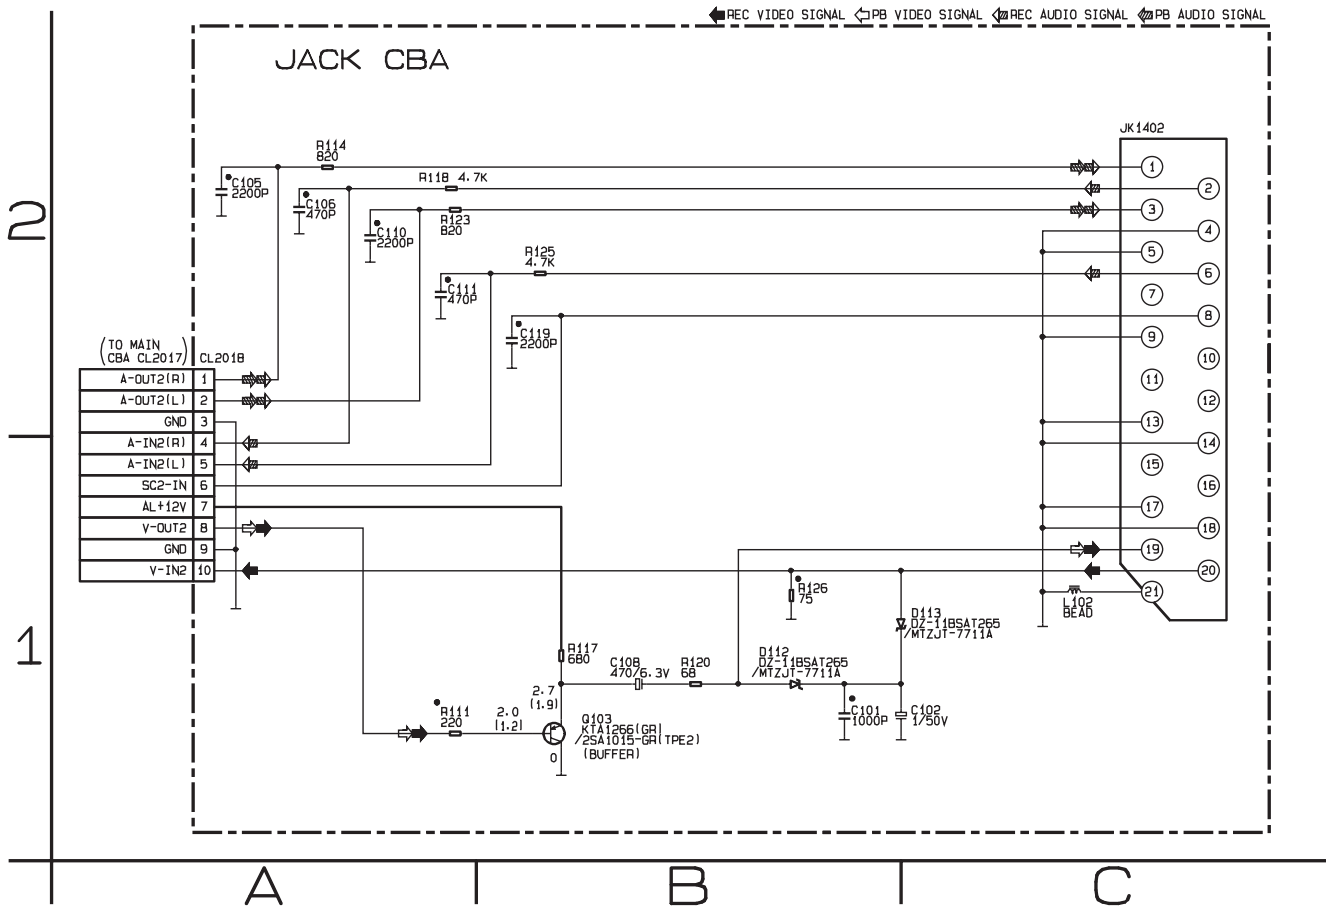 REC VIDEO SIGNAL PB VIDEO SIGNAL REC AUDIO SIGNAL PB AUDIO SIGNAL
JACK CBA
JK1402
R114
820
1
C105
2200P
R118 4.7K
2
C106
470P
R123
820
3
C110
2200P
4
R125
4.7K
5
6
C111
470P
7
8
C119
2200P
9
10
11
12
13
14
15
16
17
18
19
20
21
2
(TO MAIN
CBA CL2017)
CL2018
A-OUT2(R) 1
A-OUT2(L) 2
GND 3
A-IN2(R) 4
A-IN2(L) 5
SC2-IN 6
AL+12V 7
V-OUT2 8
GND 9
V-IN2 10
R126
75
L102
BEAD
D113
DZ-11BSAT265
/MTZJT-7711A
1
R117
680
C108
470/6.3V
R120
68
D112
DZ-11BSAT265
/MTZJT-7711A
2.7
(1.9)
R111
220
2.0
(1.2)
Q103
KTA1266(GR)
/2SA1015-GR(TPE2)
(BUFFER)
0
C101
1000P
C102
1/50V
A B C